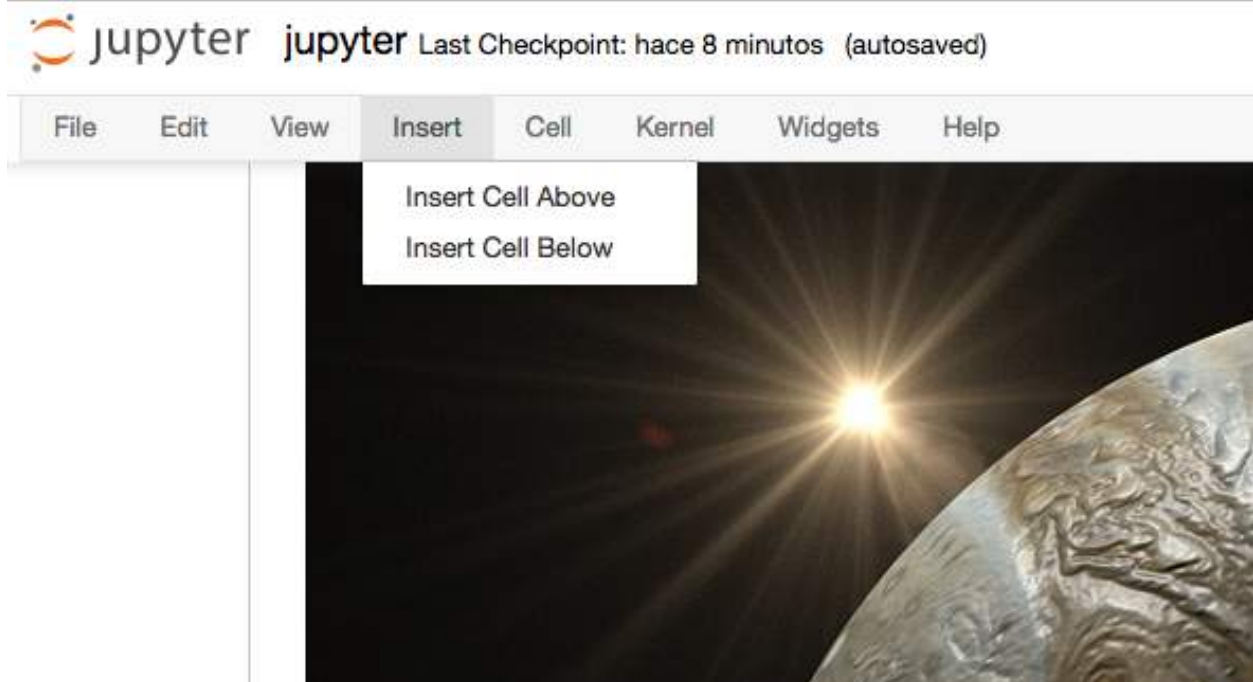 jupyter jupyter Last Checkpoint: hace 8 minutos (autosaved)
File Edit View Insert Cell Kernel Widgets Help
Insert Cell Above
Insert Cell Below